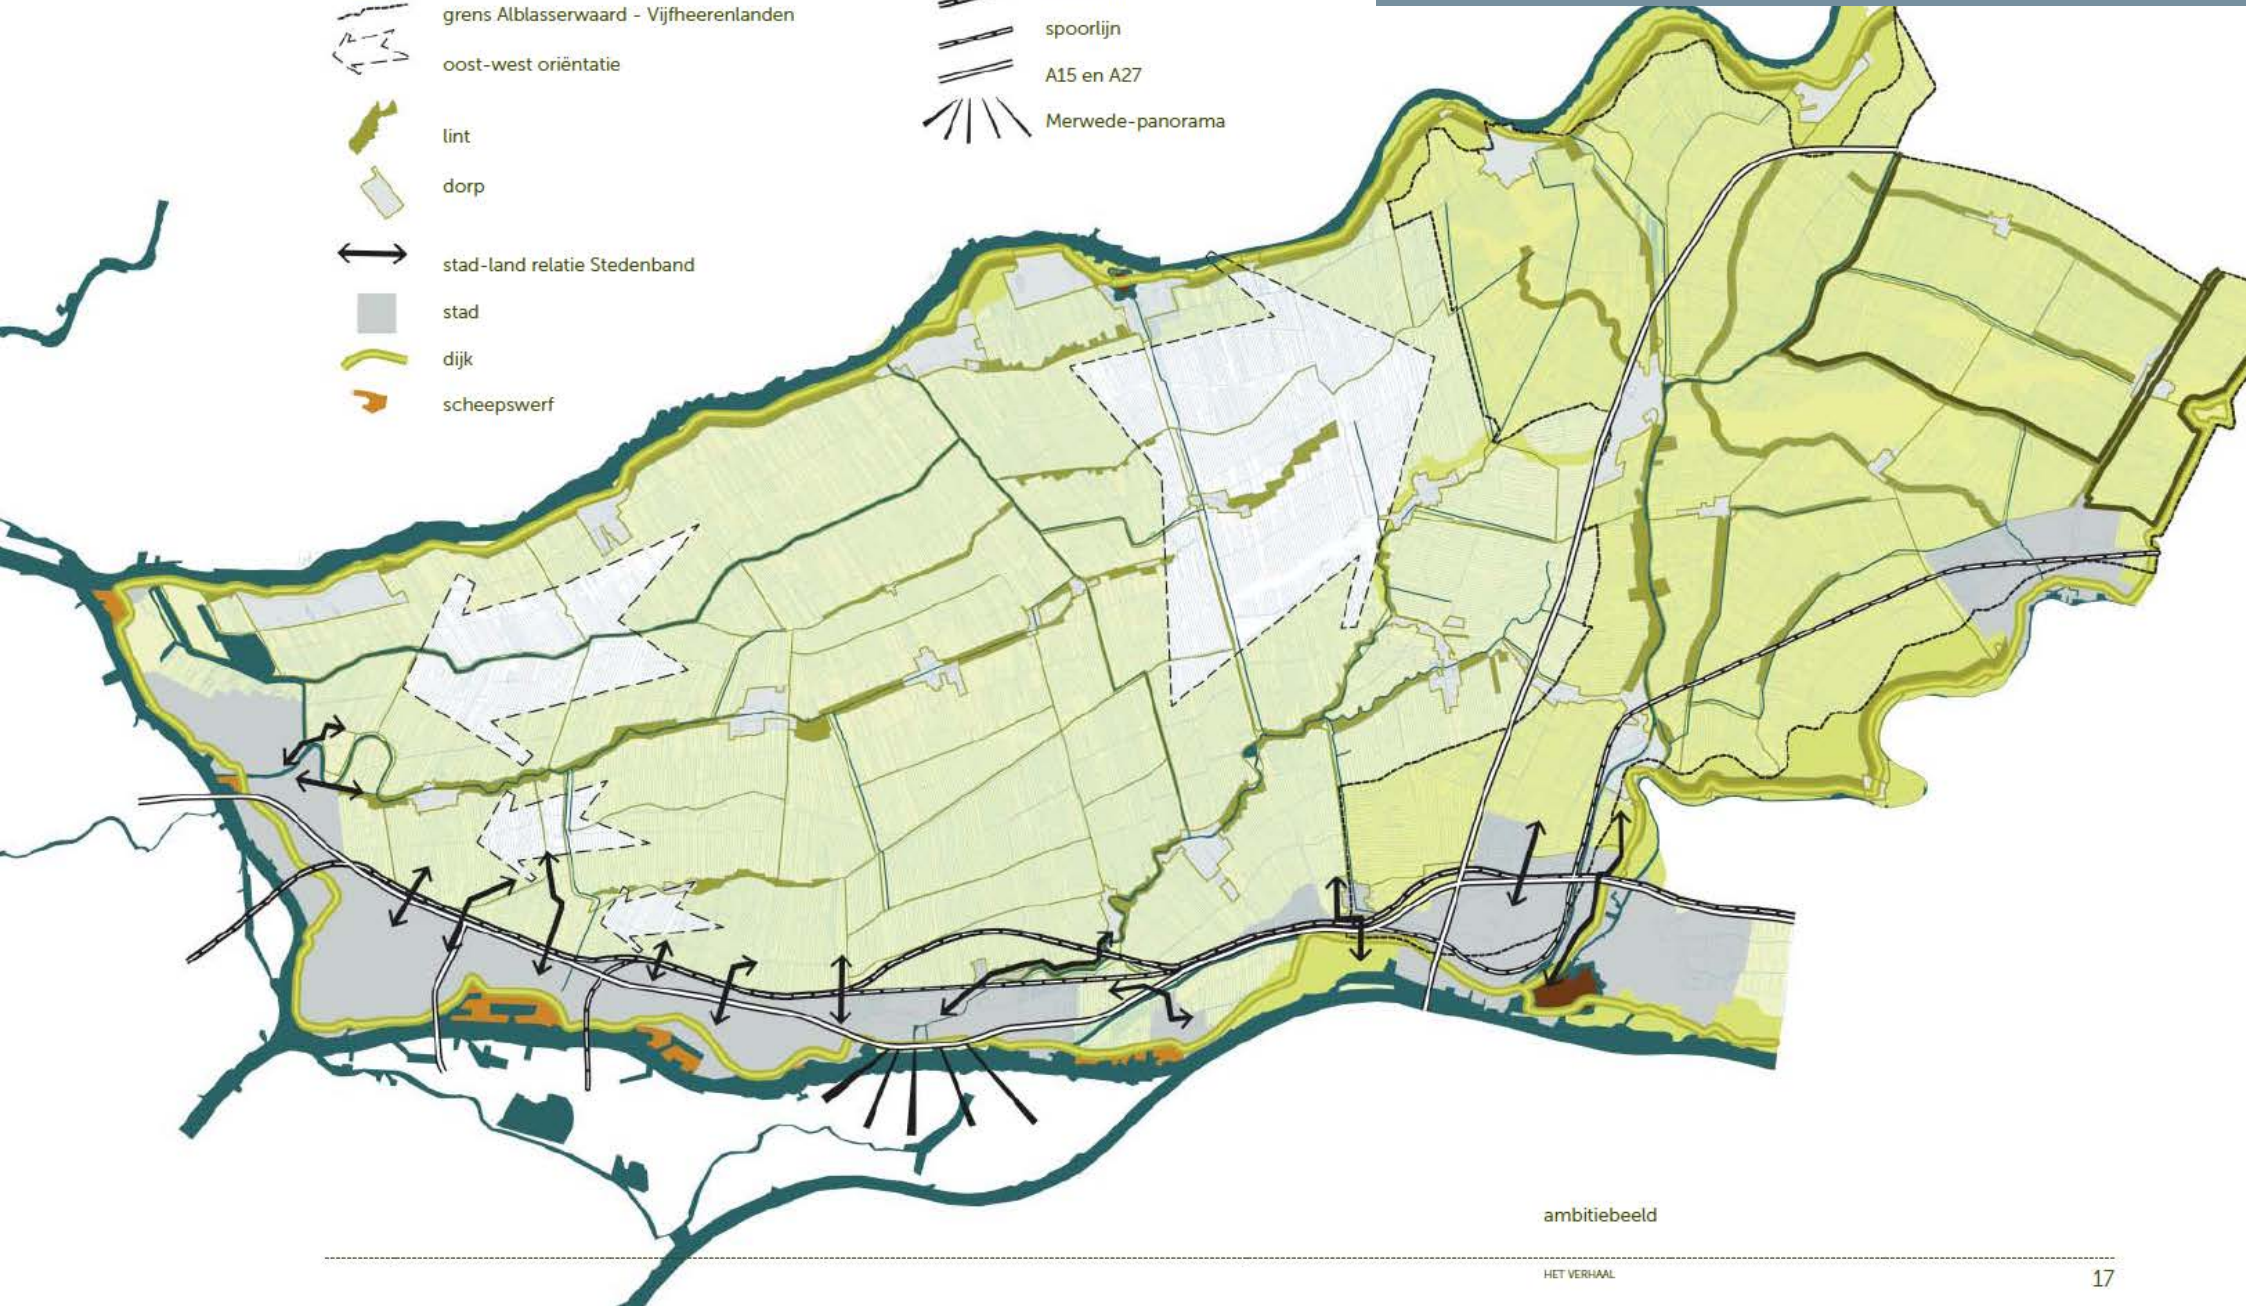 grens Alblasserwaard - Vijfheerenlanden
oost-west oriëntatie
lint
dorp
stad-land relatie Stedenband
stad
dijk
scheepswerf
spoorlijn
A15 en A27
Merwede-panorama
ambitiebeeld
HET VERHAAL
17